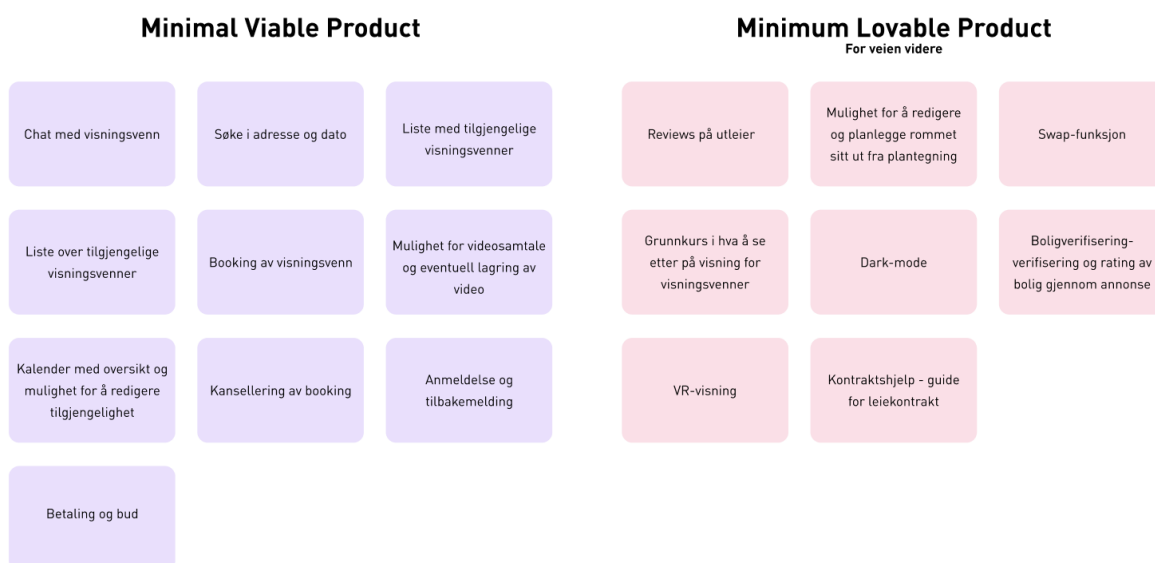 Minimal Viable Product
Chat med visningsvenn
Søke i adresse og dato
Liste med tilgjengelige
visningsvenner
Liste over tilgjengelige
visningsvenner
Booking av visningsvenn
Mulighet for videosamtale
og eventuell lagring av
video
Kalender med oversikt og
mulighet for å redigere
tilgjengelighet
Kansellering av booking
Anmeldelse og
tilbakemelding
Betaling og bud
Minimum Lovable Product
For veien videre
Reviews på utleier
Mulighet for å redigere
og planlegge rommet
sitt ut fra plantegning
Swap-funksjon
Grunnkurs i hva å se
etter på visning for
visningsvenner
Dark-mode
Boligverifisering-
verifisering og rating av
bolig gjennom annonse
VR-visning
Kontraktshjelp - guide
for leiekontrakt